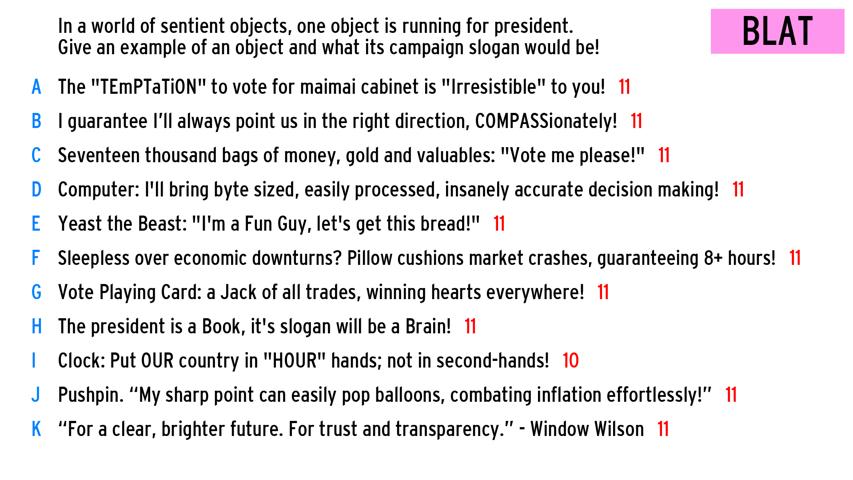 In a world of sentient objects, one object is running for president.
Give an example of an object and what its campaign slogan would be!
BLAT
A The "TEmPTaTiON" to vote for maimai cabinet is "Irresistible" to you! 11
B I guarantee I’ll always point us in the right direction, COMPASSionately! 11
C Seventeen thousand bags of money, gold and valuables: "Vote me please!" 11
D Computer: I'll bring byte sized, easily processed, insanely accurate decision making! 11
E Yeast the Beast: "I'm a Fun Guy, let's get this bread!" 11
F Sleepless over economic downturns? Pillow cushions market crashes, guaranteeing 8+ hours! 11
G Vote Playing Card: a Jack of all trades, winning hearts everywhere! 11
H The president is a Book, it's slogan will be a Brain! 11
I Clock: Put OUR country in "HOUR" hands; not in second-hands! 10
J Pushpin. “My sharp point can easily pop balloons, combating inflation effortlessly!” 11
K “For a clear, brighter future. For trust and transparency.” - Window Wilson 11